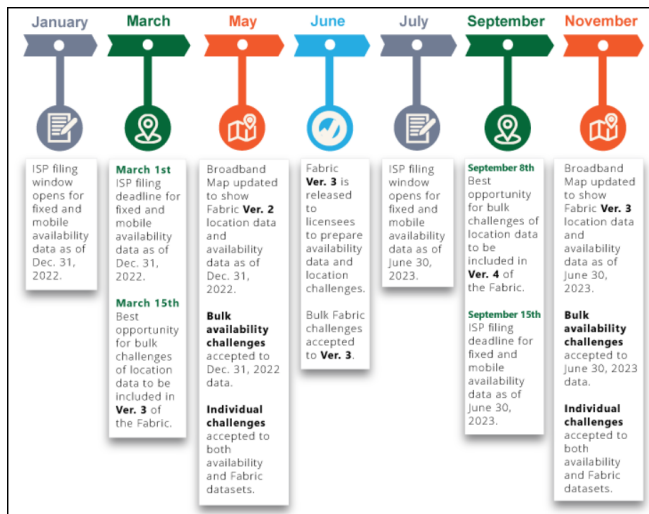 January
ISP filing
window
opens for
fixed and
mobile
availability
data as of
Dec. 31,
2022.
March
March 1st
ISP filing
deadline for
fixed and
mobile
availability
data as of
Dec. 31,
2022.
March 15th
Best
opportunity
for bulk
challenges
of location
data to be
included in
Ver. 3 of
the Fabric.
May
Broadband
Map updated
to show
Fabric Ver. 2
location data
and
availability
data as of
Dec. 31,
2022.
Bulk
availability
challenges
accepted to
Dec. 31, 2022
data.
Individual
challenges
accepted to
both
availability
and Fabric
datasets.
June
Fabric
Ver. 3 is
released
to
licensees
to prepare
availability
data and
location
challenges.
Bulk Fabric
challenges
accepted
to Ver. 3.
July
ISP filing
window
opens for
fixed and
mobile
availability
data as of
June 30,
2023.
September
September 8th
Best
opportunity
for bulk
challenges of
location data
to be
included in
Ver. 4 of
the Fabric.
September 15th
ISP filing
deadline for
fixed and
mobile
availability
data as of
June 30,
2023.
November
Broadband
Map updated
to show
Fabric Ver. 3
location data
and
availability
data as of
June 30,
2023.
Bulk
availability
challenges
accepted to
June 30, 2023
data.
Individual
challenges
accepted to
both
availability
and Fabric
datasets.